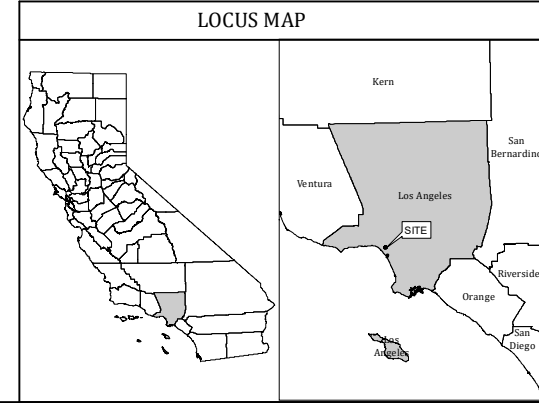 LOCUS MAP
Kern
San
Bernardino
Ventura
Los Angeles
SITE
Riverside
Orange
San
Diego
Los
Angeles